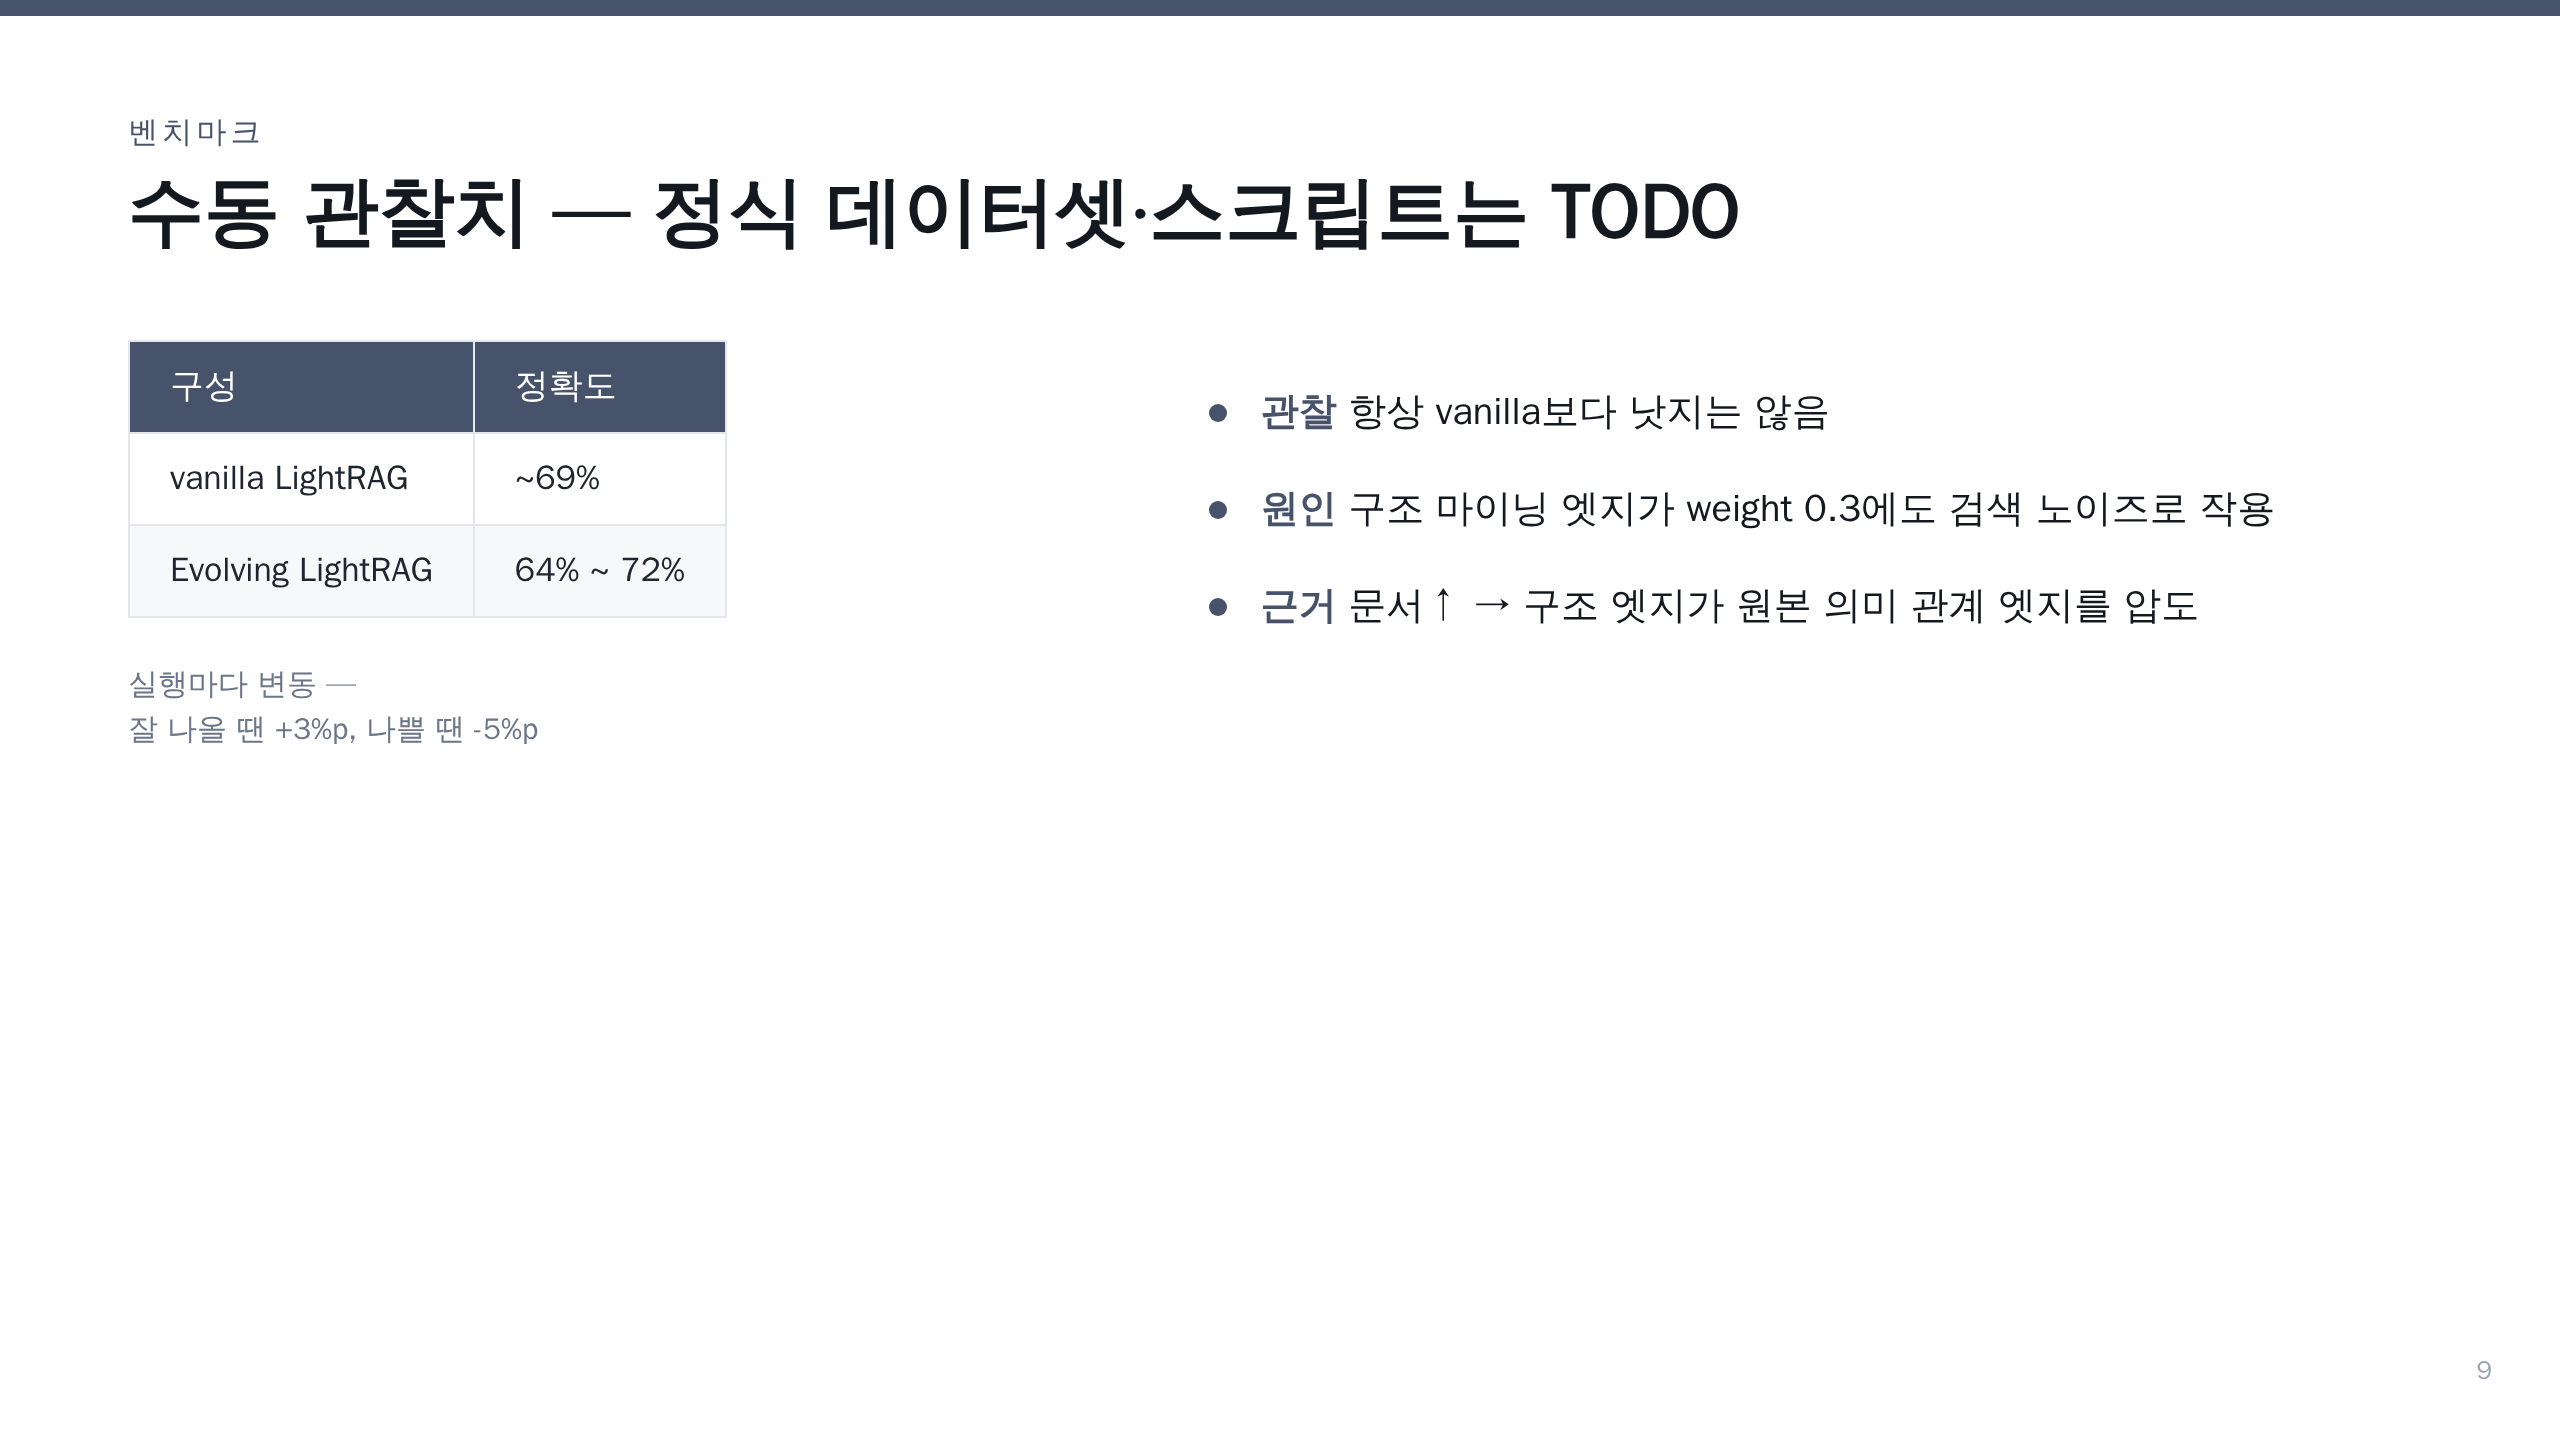 벤치마크
수동 관찰치 — 정식 데이터셋·스크립트는 TODO
구성 정확도
vanilla LightRAG ~69%
Evolving LightRAG 64% ~ 72%
실행마다 변동 —
잘 나올 땐 +3%p, 나쁠 땐 -5%p
● 관찰 항상 vanilla보다 낫지는 않음
● 원인 구조 마이닝 엣지가 weight 0.3에도 검색 노이즈로 작용
● 근거 문서↑ → 구조 엣지가 원본 의미 관계 엣지를 압도
9